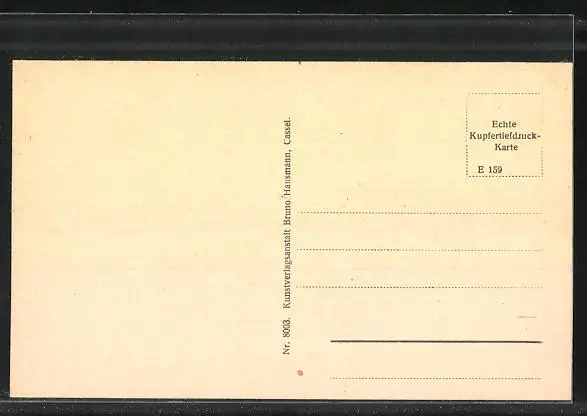 Nr. 8003. Kunstverlagsanstalt Bruno Hansmann, Cassel.
Echte
Kupfertiefdruck-
Karte
E 159